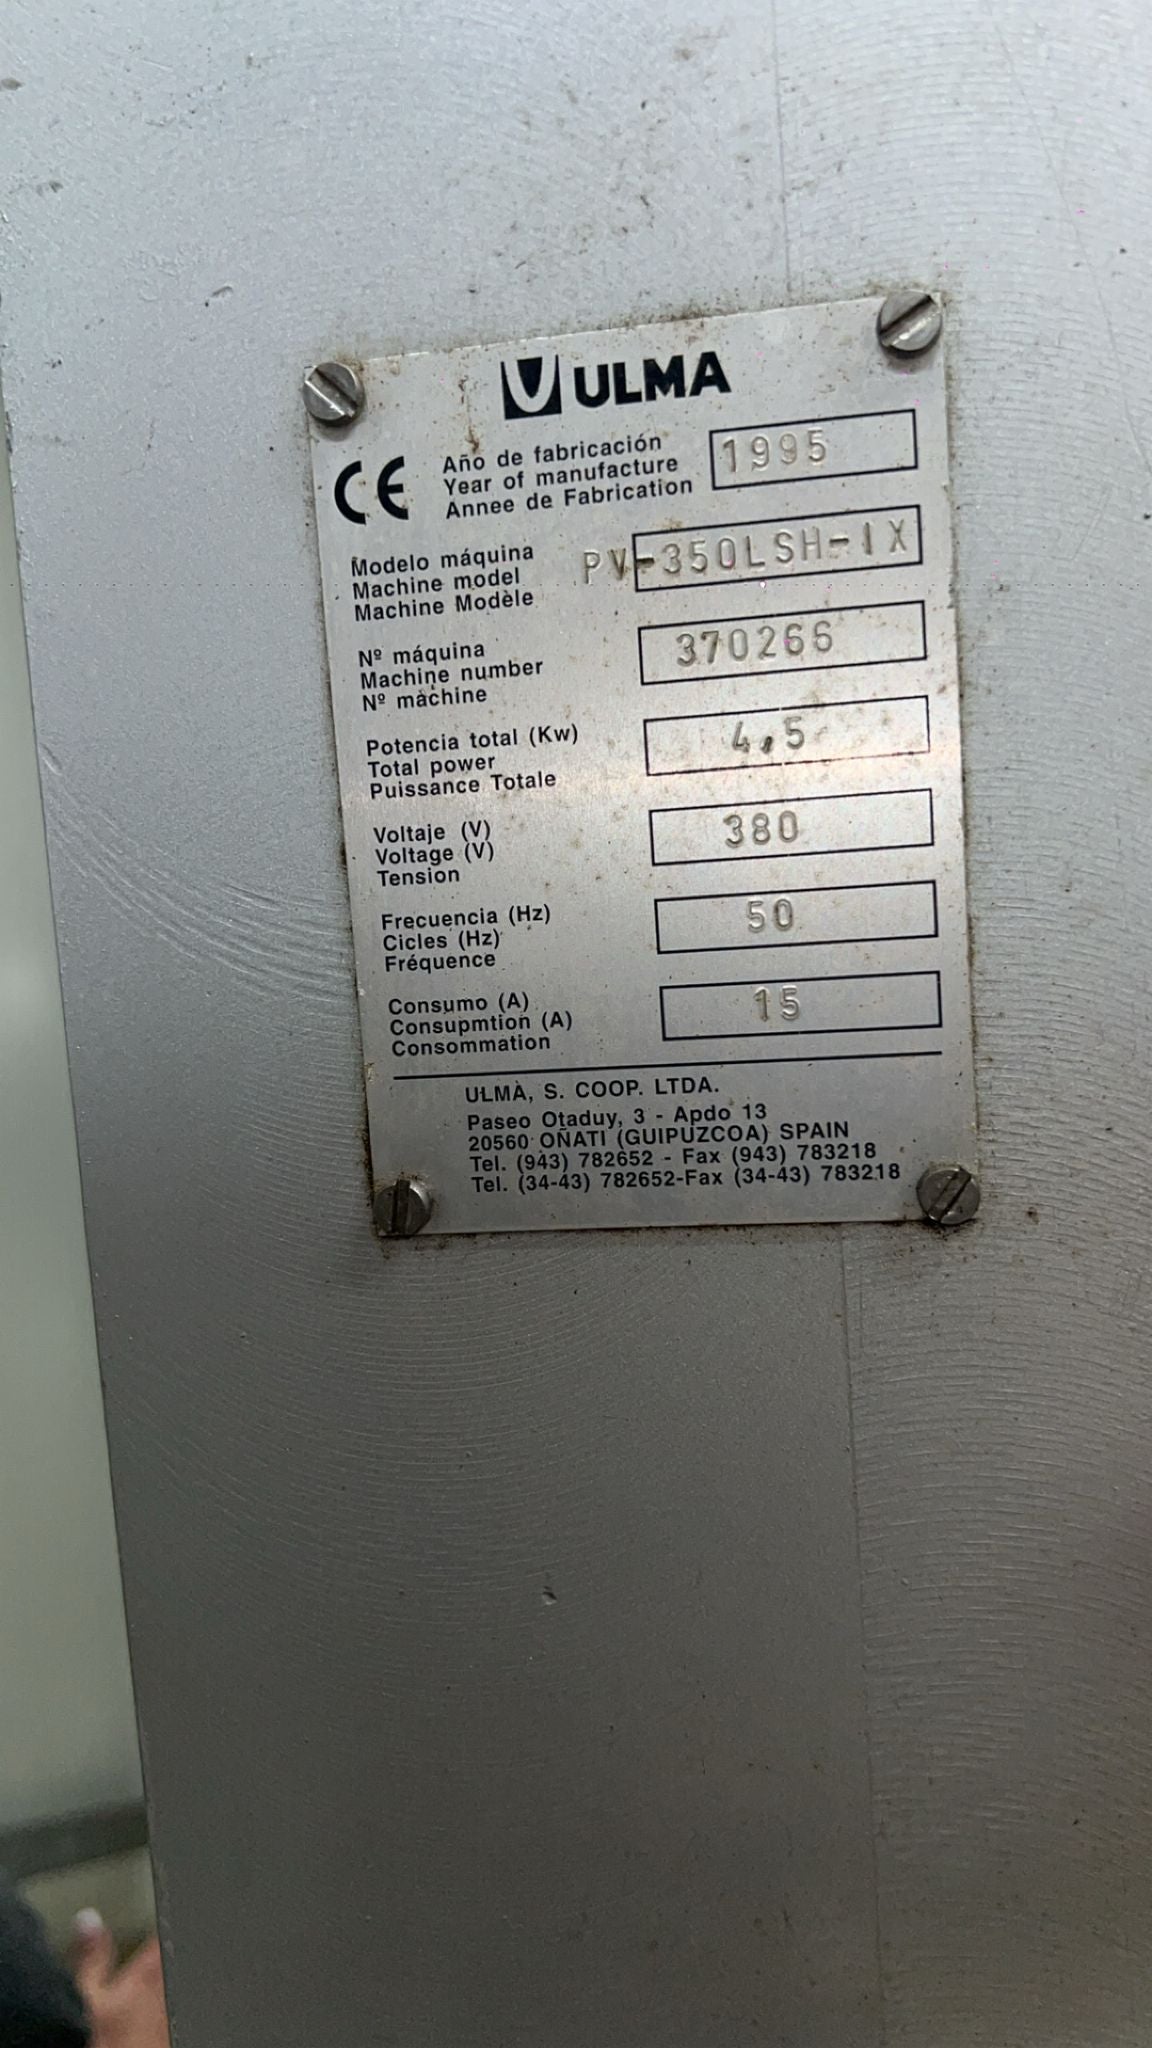 ULMA
CE
Año de fabricación
Year of manufacture
Annee de Fabrication
1995
Modelo máquina
Machine model
Machine Modèle
PV-350LSH-IX
Nº máquina
Machine number
Nº machine
370266
Potencia total (Kw)
Total power
Puissance Totale
4,5
Voltaje (V)
Voltage (V)
Tension
380
Frecuencia (Hz)
Cicles (Hz)
Fréquence
50
Consumo (A)
Consupmtion (A)
Consommation
15
ULMA, S. COOP. LTDA.
Paseo Otaduy, 3 - Apdo 13
20560 OÑATI (GUIPUZCOA) SPAIN
Tel. (943) 782652 - Fax (943) 783218
Tel. (34-43) 782652-Fax (34-43) 783218